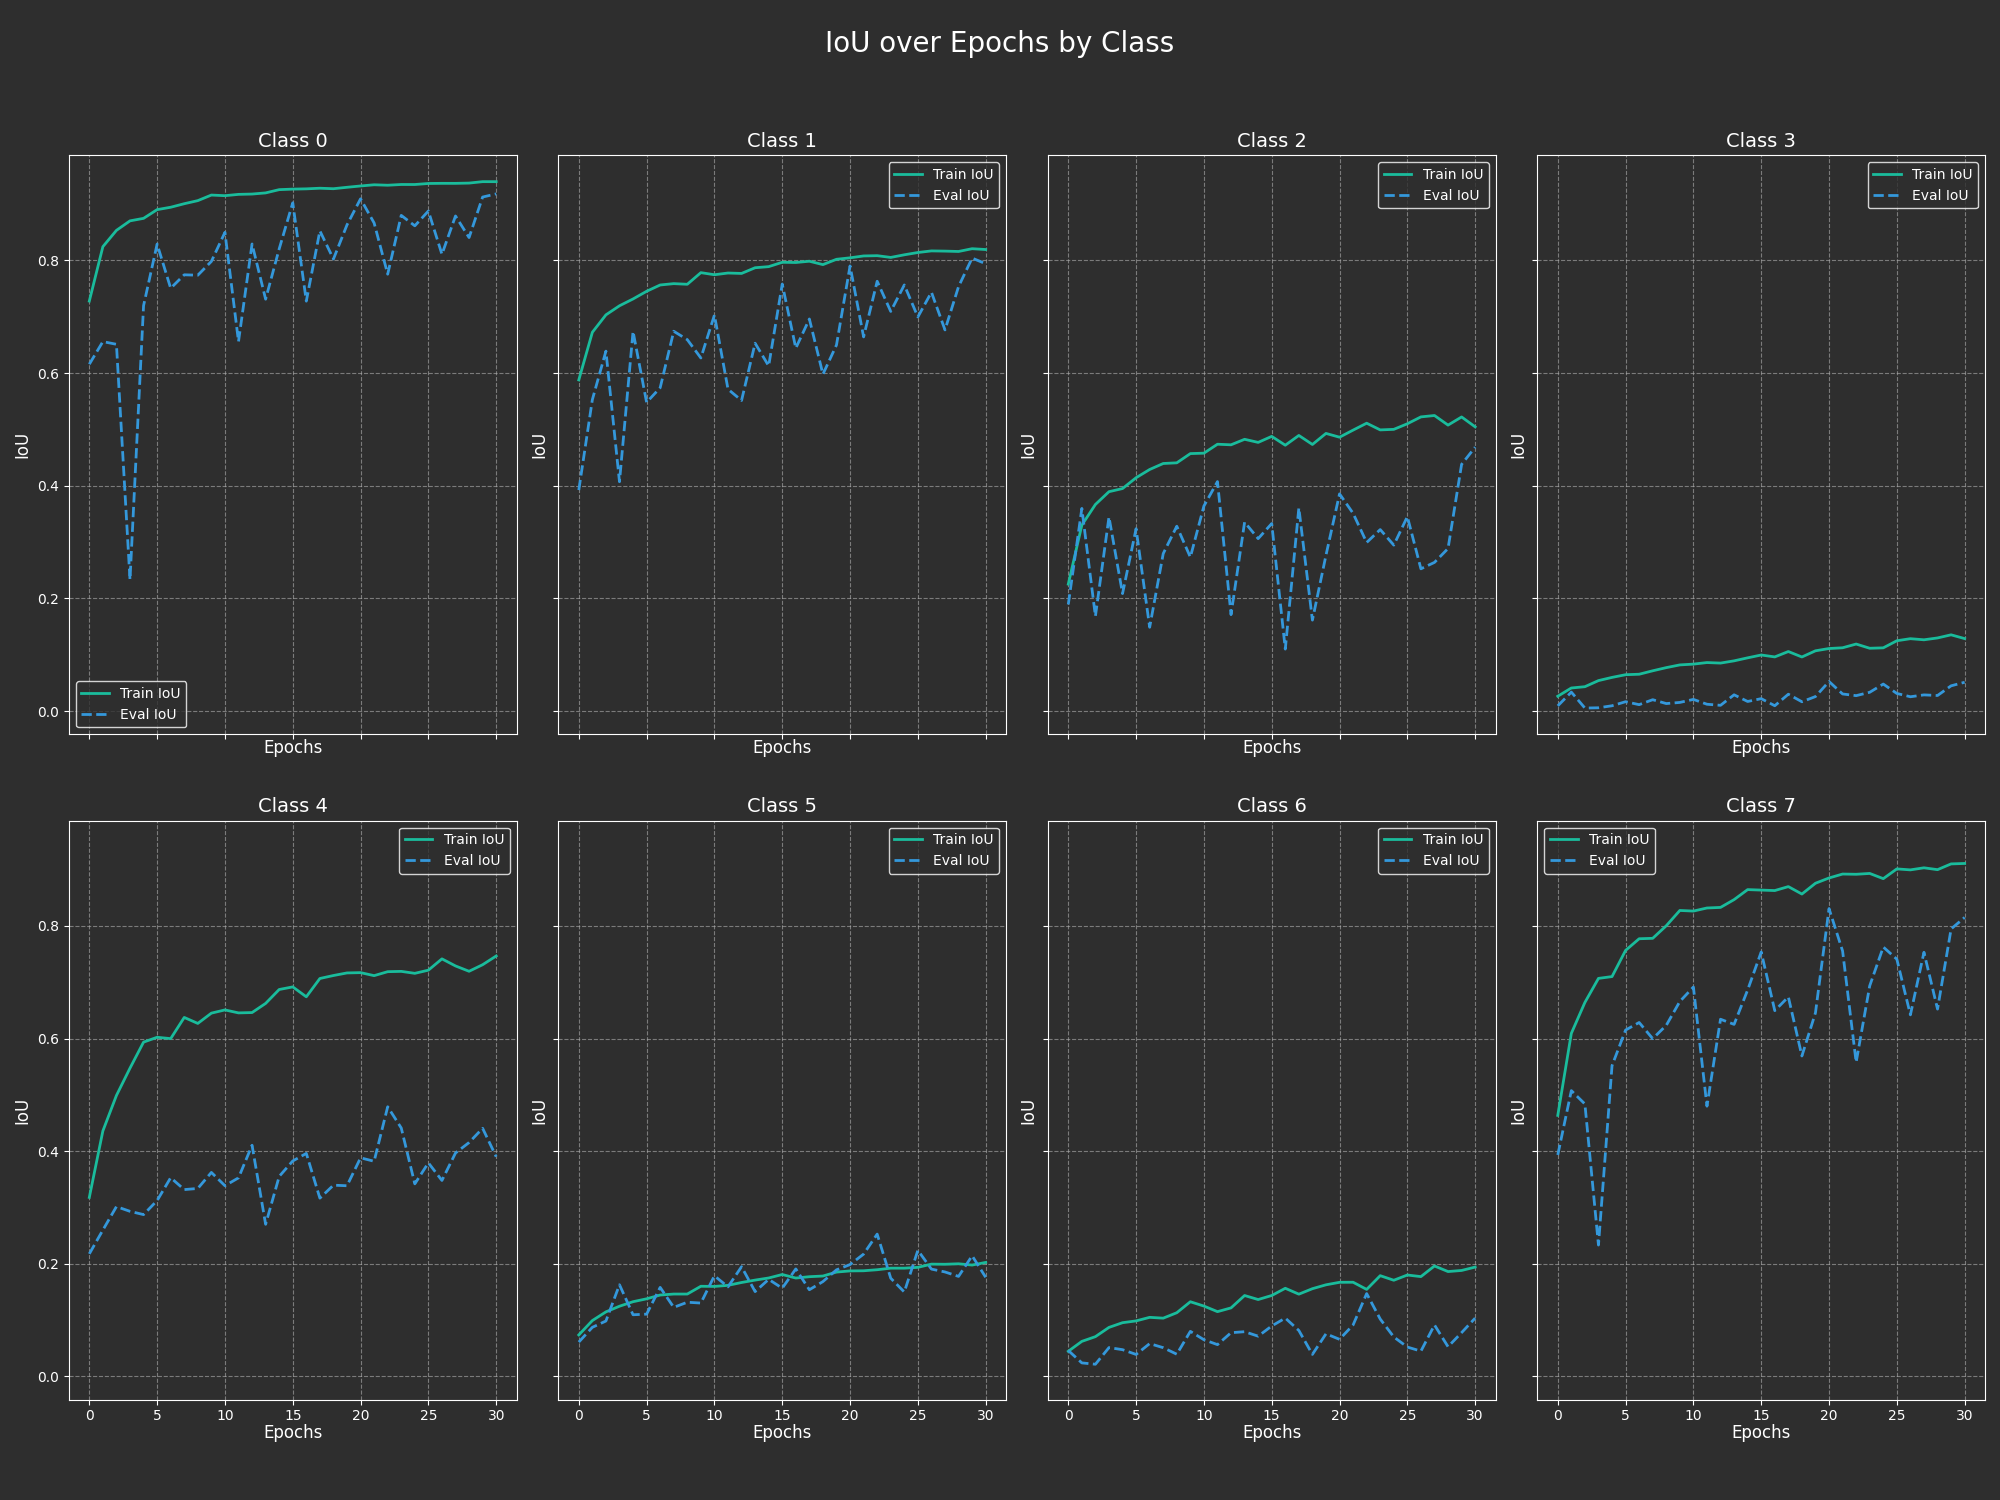 IoU over Epochs by Class
Class 0
IoU
0.8
0.6
0.4
0.2
0.0
Train IoU
Eval IoU
Epochs
Class 1
IoU
Train IoU
Eval IoU
Epochs
Class 2
IoU
Train IoU
Eval IoU
Epochs
Class 3
IoU
Train IoU
Eval IoU
Epochs
Class 4
IoU
0.8
0.6
0.4
0.2
0.0
Train IoU
Eval IoU
0 5 10 15 20 25 30
Epochs
Class 5
IoU
Train IoU
Eval IoU
0 5 10 15 20 25 30
Epochs
Class 6
IoU
Train IoU
Eval IoU
0 5 10 15 20 25 30
Epochs
Class 7
IoU
Train IoU
Eval IoU
0 5 10 15 20 25 30
Epochs